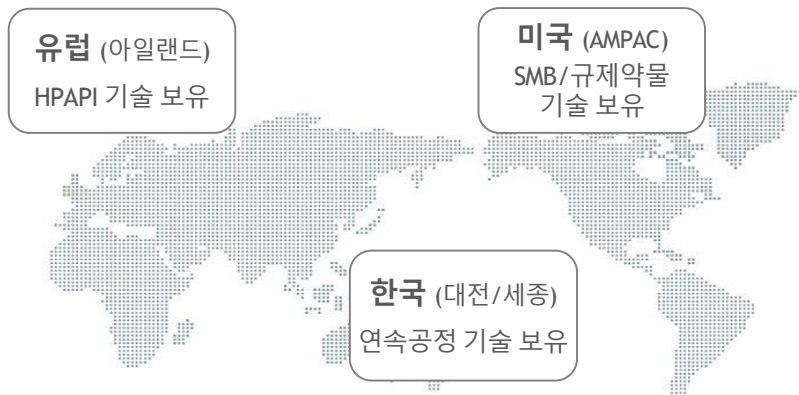 유럽 (아일랜드)
HPAPI 기술 보유
미국 (AMPAC)
SMB/규제약물
기술 보유
한국 (대전/세종)
연속공정 기술 보유